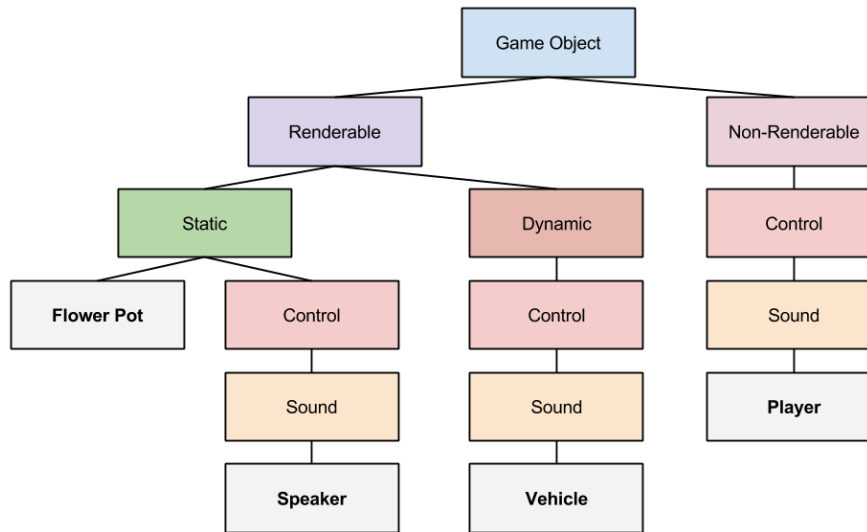 Game Object
Renderable
Non-Renderable
Static
Dynamic
Control
Flower Pot
Control
Control
Sound
Sound
Sound
Player
Speaker
Vehicle